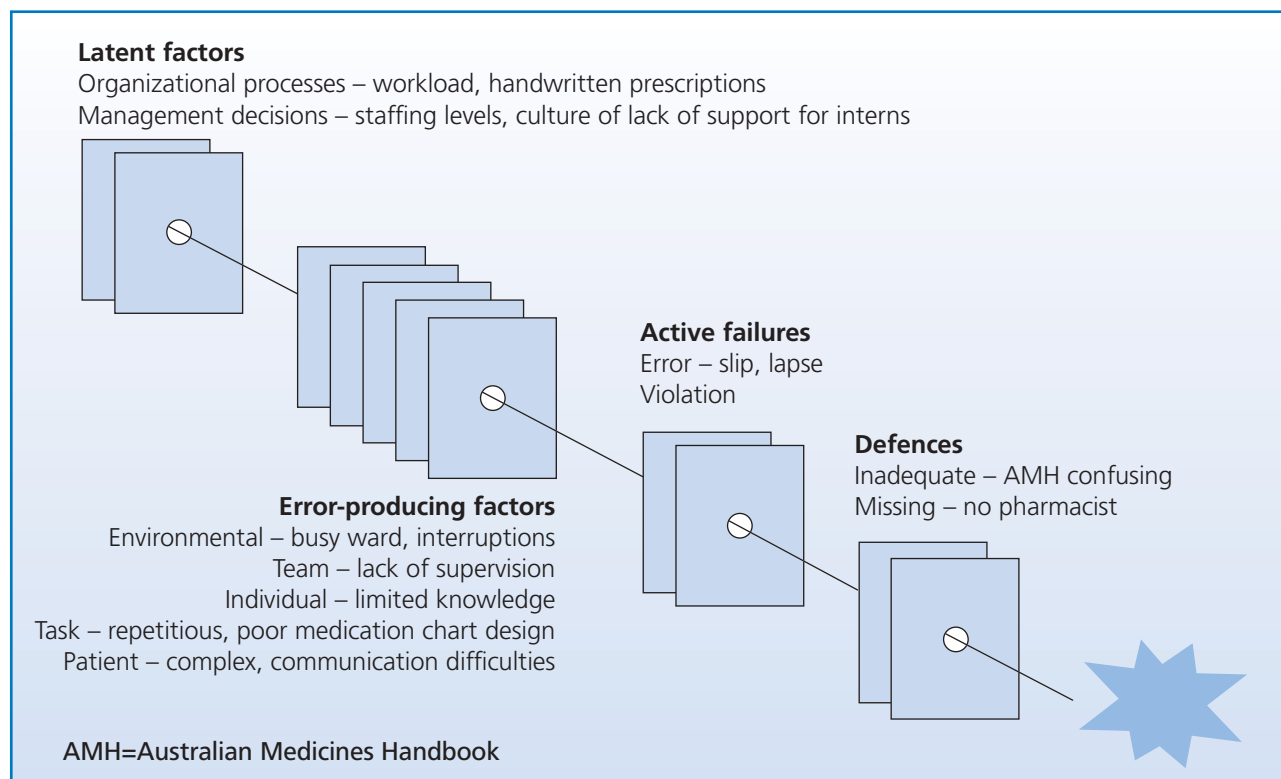 Latent factors
Organizational processes – workload, handwritten prescriptions
Management decisions – staffing levels, culture of lack of support for interns
Active failures
Error – slip, lapse
Violation
Defences
Inadequate – AMH confusing
Missing – no pharmacist
Error-producing factors
Environmental – busy ward, interruptions
Team – lack of supervision
Individual – limited knowledge
Task – repetitious, poor medication chart design
Patient – complex, communication difficulties
AMH=Australian Medicines Handbook